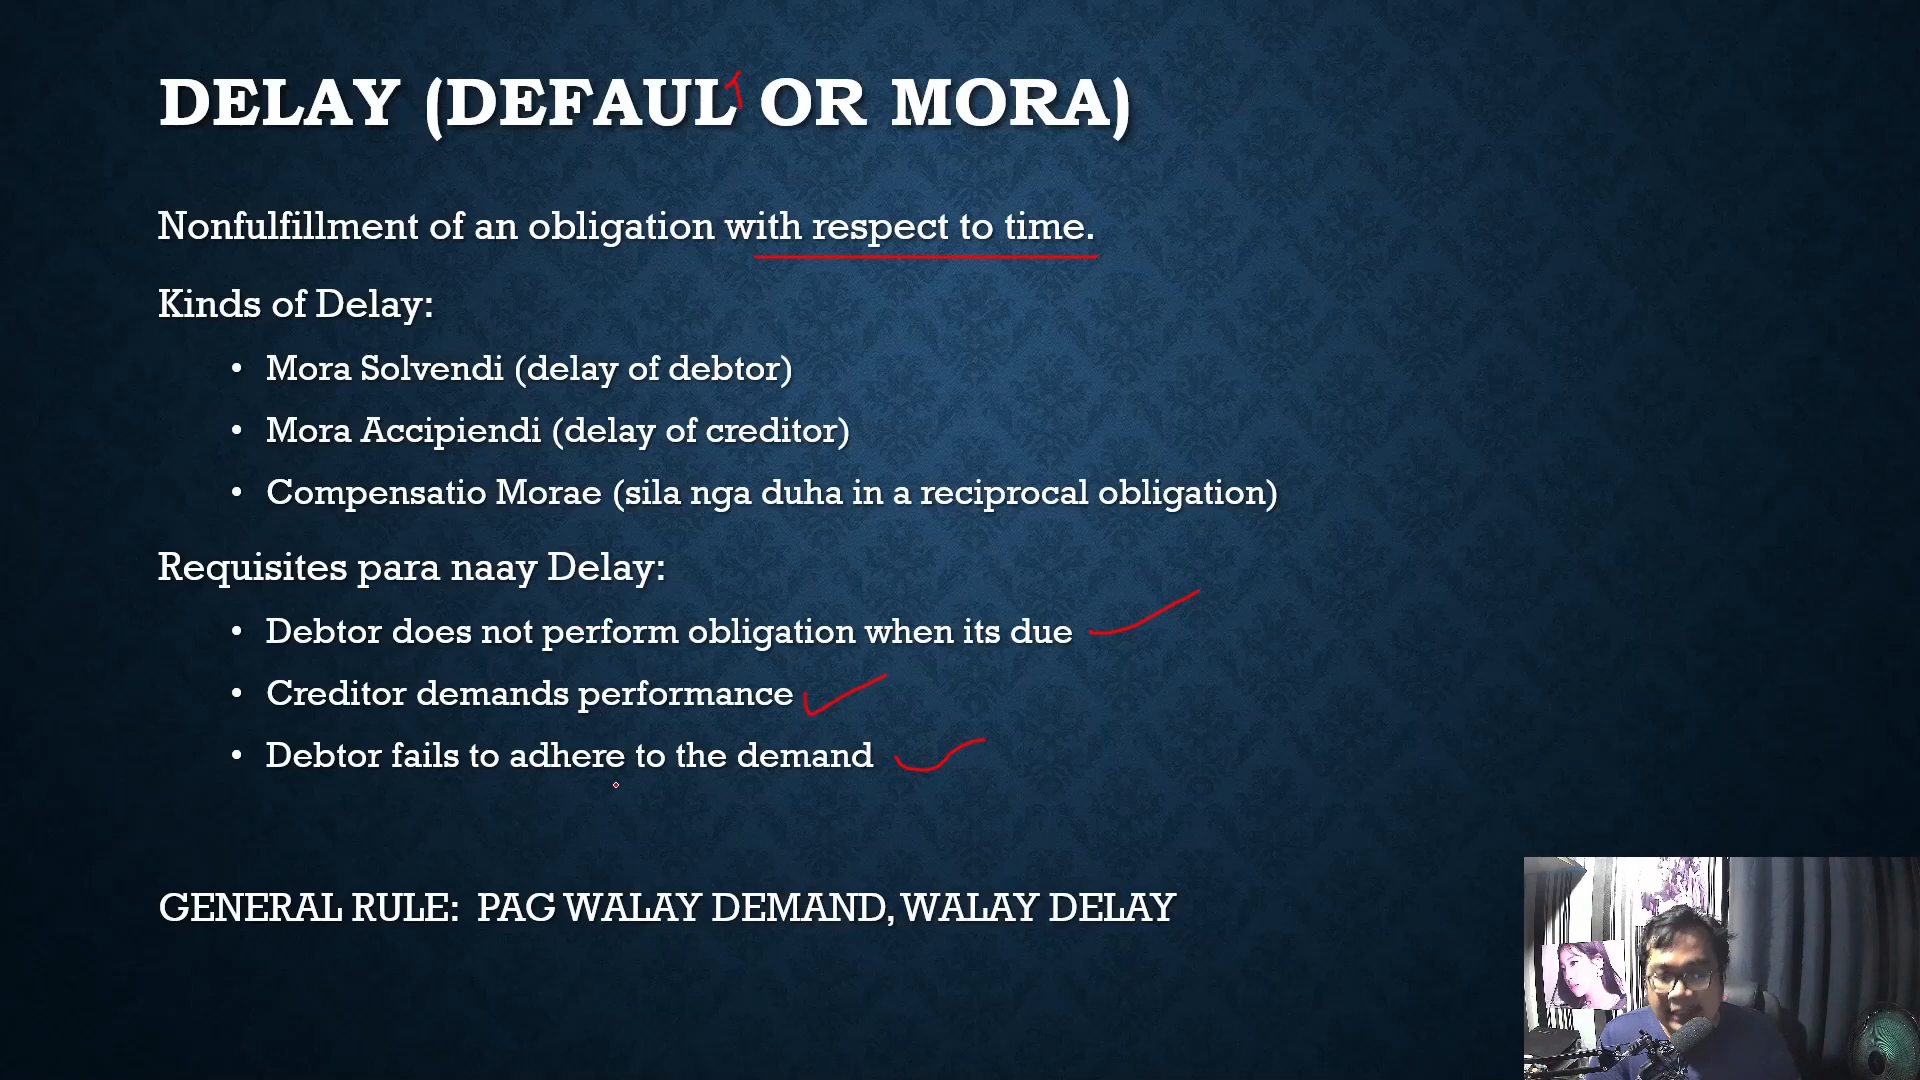 DELAY (DEFAUL OR MORA)
Nonfulfillment of an obligation with respect to time.
Kinds of Delay:
• Mora Solvendi (delay of debtor)
• Mora Accipiendi (delay of creditor)
• Compensatio Morae (sila nga duha in a reciprocal obligation)
Requisites para naay Delay:
• Debtor does not perform obligation when its due
• Creditor demands performance
• Debtor fails to adhere to the demand
GENERAL RULE: PAG WALAY DEMAND, WALAY DELAY